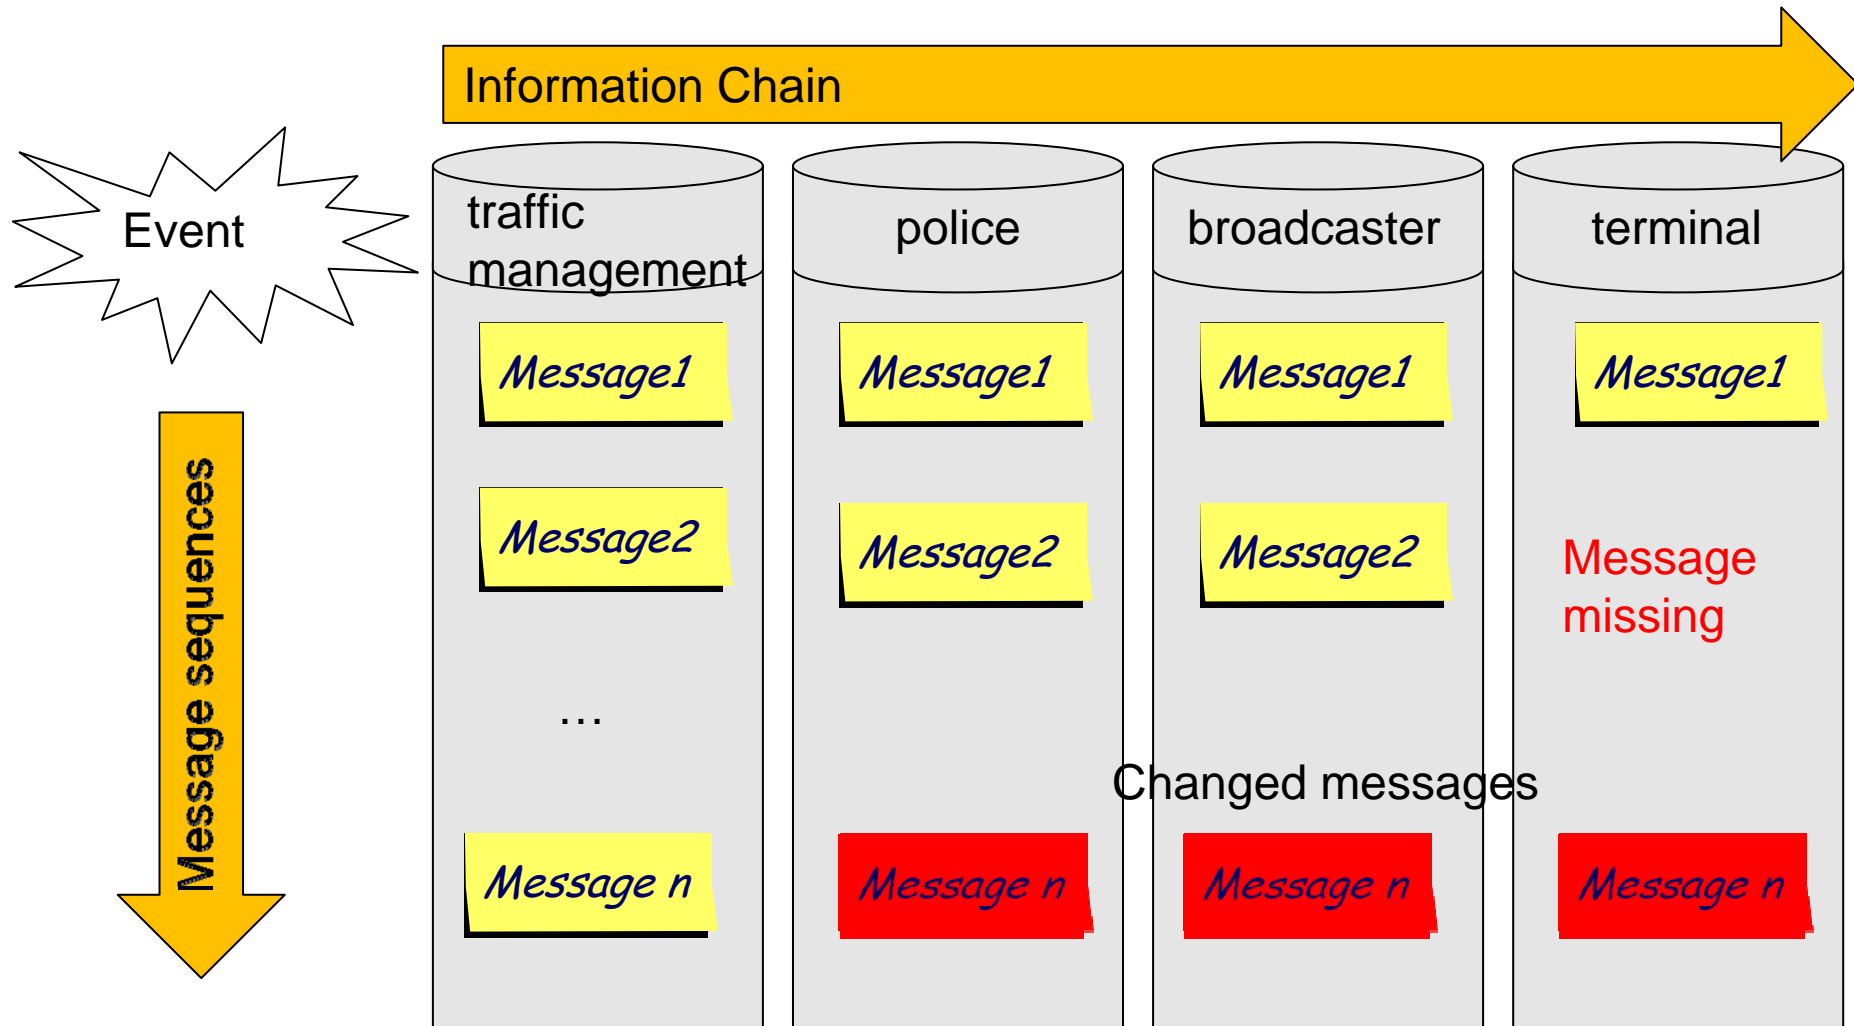 Information Chain
Event
traffic
management
police
broadcaster
terminal
Message1
Message1
Message1
Message1
Message2
Message2
Message2
Message
missing
Message sequences
…
Changed messages
Message n
Message n
Message n
Message n